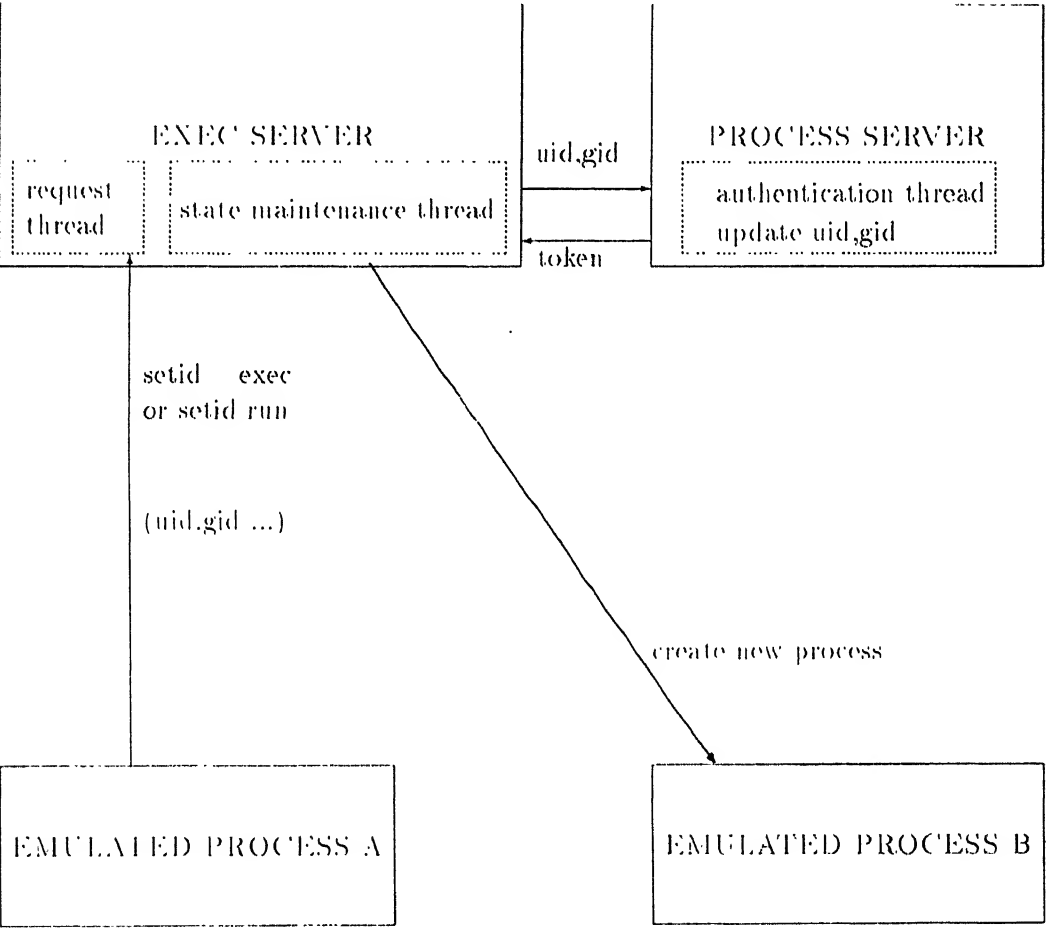 EXEC SERVER
PROCESS SERVER
request
thread
state maintenance thread
uid,gid
token
authentication thread
update uid,gid
setid exec
or setid run
(uid.gid ...)
create new process
EMULATED PROCESS A
EMULATED PROCESS B